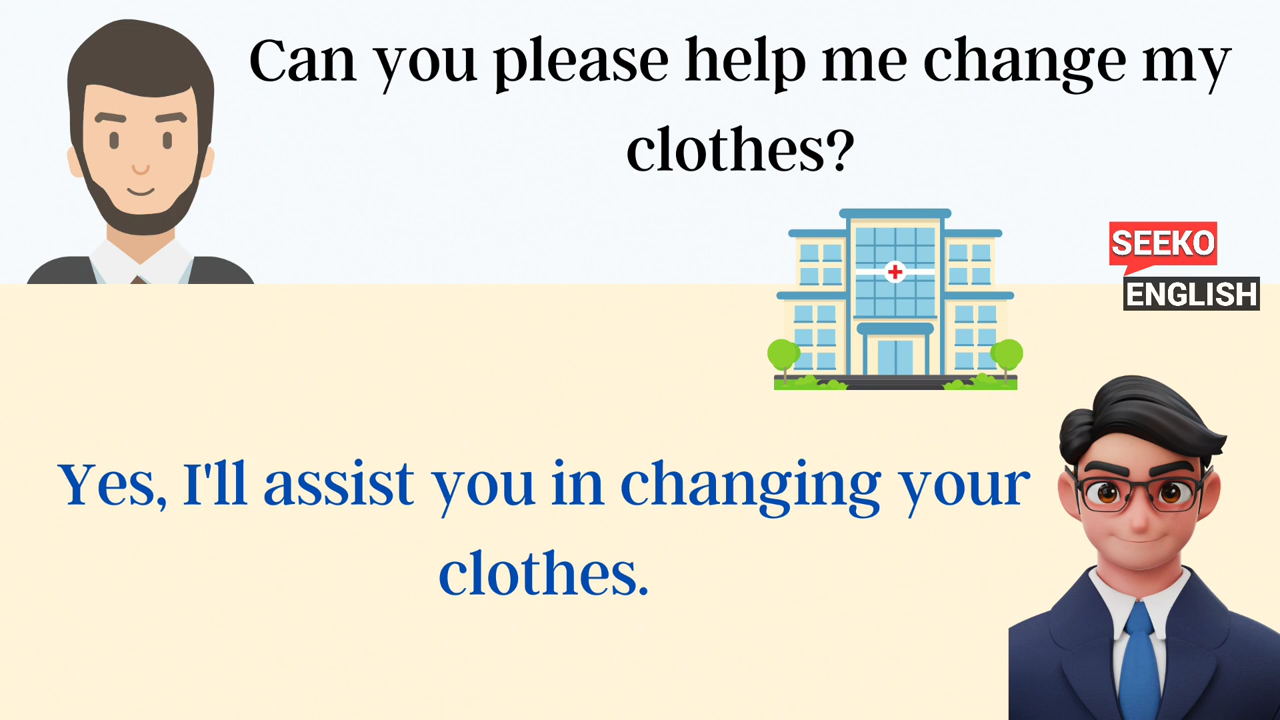 Can you please help me change my
clothes?
SEEKO
ENGLISH
Yes, I'll assist you in changing your
clothes.